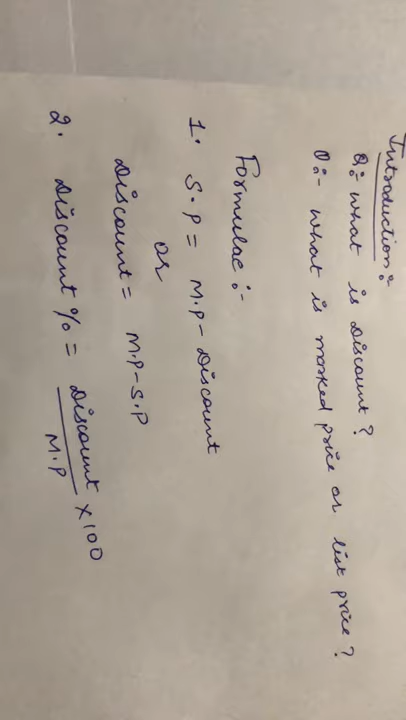 Introduction:-
Q:- what is Discount?
Q:- what is marked price or list price?
Formulae:-
1. S.P = M.P - Discount
or
Discount = M.P - S.P
2. Discount % = Discount / M.P × 100